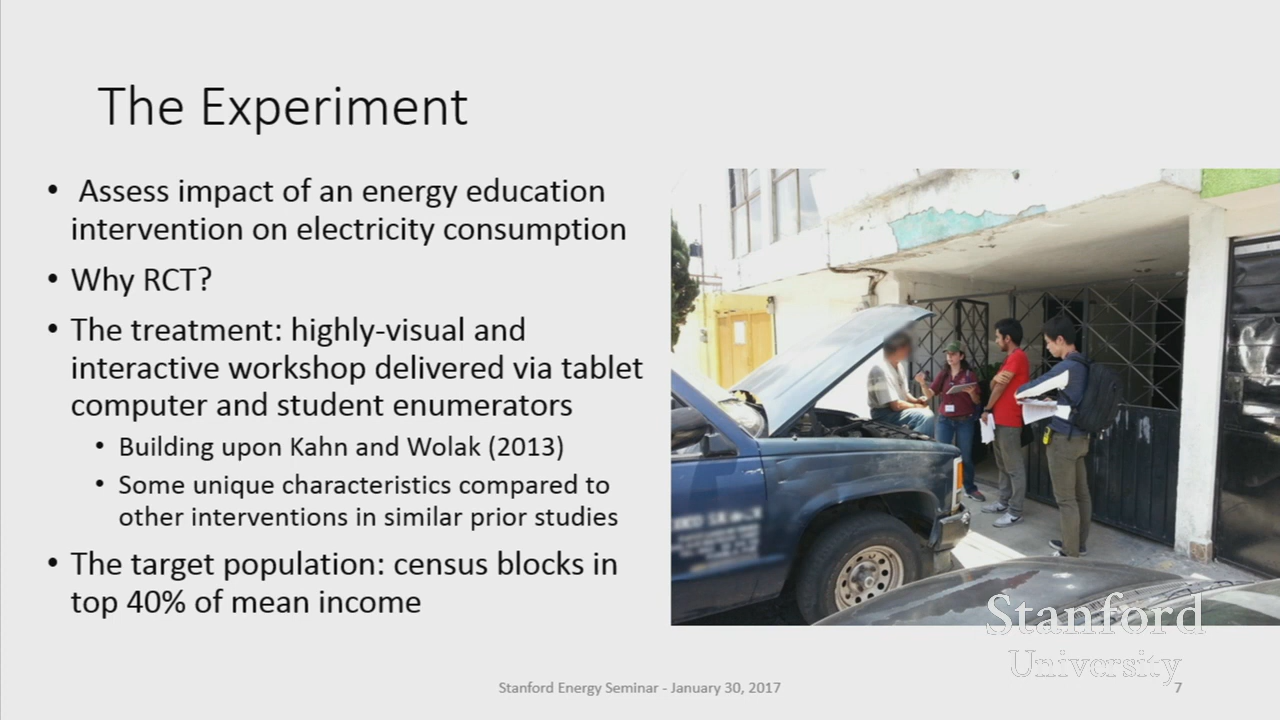 The Experiment
• Assess impact of an energy education
intervention on electricity consumption
• Why RCT?
• The treatment: highly-visual and
interactive workshop delivered via tablet
computer and student enumerators
• Building upon Kahn and Wolak (2013)
• Some unique characteristics compared to
other interventions in similar prior studies
• The target population: census blocks in
top 40% of mean income
Stanford
University
Stanford Energy Seminar - January 30, 2017
7